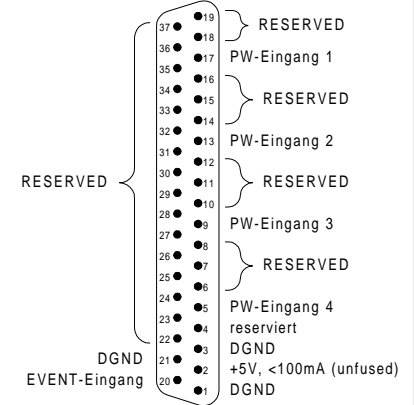 19 RESERVED
37
18
36
17 PW-Eingang 1
35
16
34
15 RESERVED
33
14
32
13 PW-Eingang 2
31
12
30
RESERVED
11 RESERVED
29
10
28
9 PW-Eingang 3
27
8
26
7 RESERVED
25
6
24
5 PW-Eingang 4
23
4 reserviert
22
3 DGND
DGND 21
2 +5V, <100mA (unfused)
EVENT-Eingang 20
1 DGND